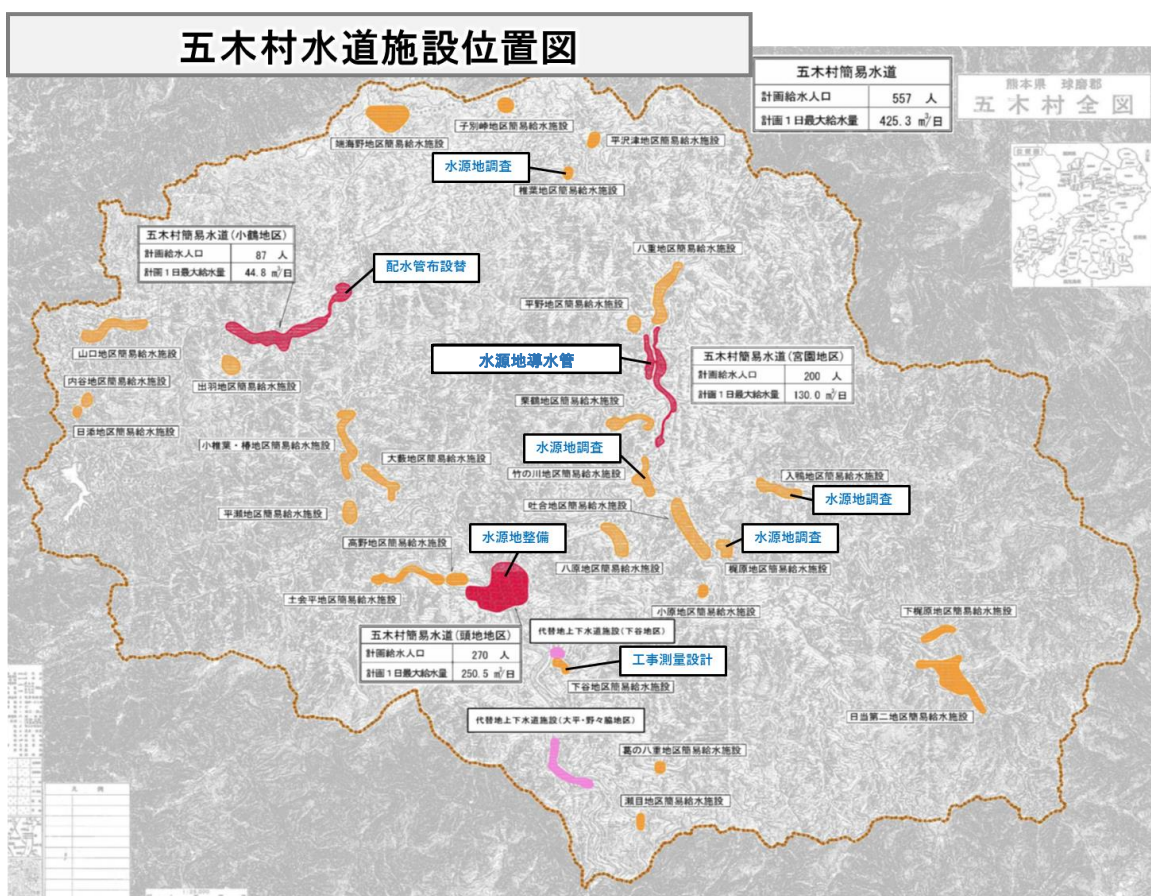 五木村水道施設位置図
五木村簡易水道
計画給水人口 557 人
計画1日最大給水量 425.3 m³/日
熊本県 球磨郡
五木村全図
端海野地区簡易給水施設
子別峠地区簡易給水施設
平沢津地区簡易給水施設
水源地調査
椎葉地区簡易給水施設
五木村簡易水道(小鶴地区)
計画給水人口 87 人
計画1日最大給水量 44.8 m³/日
配水管布設替
八重地区簡易給水施設
平野地区簡易給水施設
山口地区簡易給水施設
出羽地区簡易給水施設
水源地導水管
五木村簡易水道(宮園地区)
計画給水人口 200 人
計画1日最大給水量 130.0 m³/日
内谷地区簡易給水施設
日添地区簡易給水施設
栗鶴地区簡易給水施設
小椎葉・椿地区簡易給水施設
大藪地区簡易給水施設
水源地調査
竹の川地区簡易給水施設
入鴨地区簡易給水施設
水源地調査
平瀬地区簡易給水施設
吐合地区簡易給水施設
高野地区簡易給水施設
水源地整備
水源地調査
八原地区簡易給水施設
梶原地区簡易給水施設
土会平地区簡易給水施設
小原地区簡易給水施設
五木村簡易水道(頭地地区)
計画給水人口 270 人
計画1日最大給水量 250.5 m³/日
代替地上下水道施設(下谷地区)
工事測量設計
下谷地区簡易給水施設
下梶原地区簡易給水施設
日当第二地区簡易給水施設
代替地上下水道施設(大平・野々脇地区)
葛の八重地区簡易給水施設
瀬目地区簡易給水施設